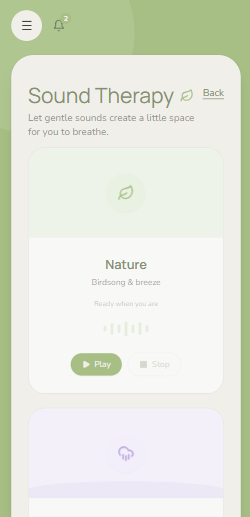 2
Sound Therapy
Back
Let gentle sounds create a little space
for you to breathe.
Nature
Birdsong & breeze
Ready when you are
Play
Stop